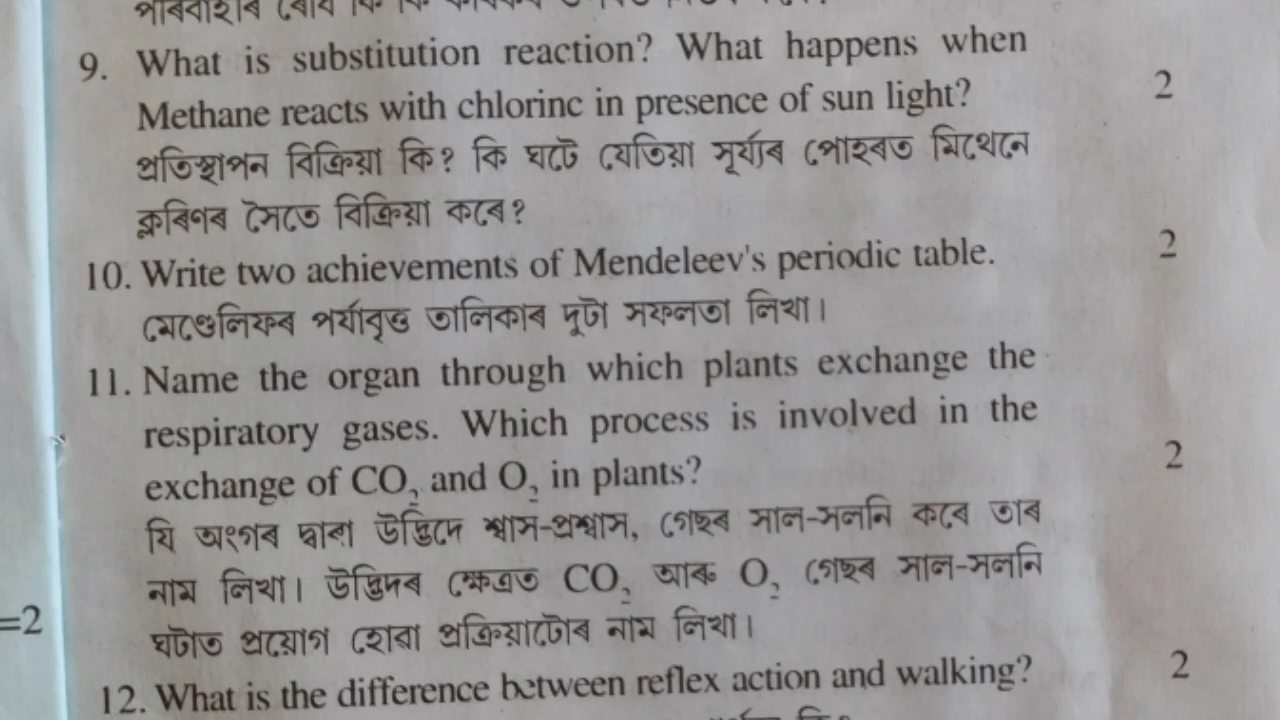 9. What is substitution reaction? What happens when
Methane reacts with chlorine in presence of sun light? 2
প্ৰতিস্থাপন বিক্ৰিয়া কি? কি ঘটে যেতিয়া সূৰ্য্যৰ পোহৰত মিথেনে
ক্লৰিণৰ সৈতে বিক্ৰিয়া কৰে?
10. Write two achievements of Mendeleev's periodic table. 2
মেণ্ডেলিফৰ পৰ্যাবৃত্ত তালিকাৰ দুটা সফলতা লিখা।
11. Name the organ through which plants exchange the
respiratory gases. Which process is involved in the
exchange of CO₂ and O₂ in plants? 2
যি অংগৰ দ্বাৰা উদ্ভিদে শ্বাস-প্ৰশ্বাস, গেছৰ সাল-সলনি কৰে তাৰ
নাম লিখা। উদ্ভিদৰ ক্ষেত্ৰত CO₂ আৰু O₂ গেছৰ সাল-সলনি
=2
ঘটাত প্ৰয়োগ হোৱা প্ৰক্ৰিয়াটোৰ নাম লিখা।
12. What is the difference between reflex action and walking? 2